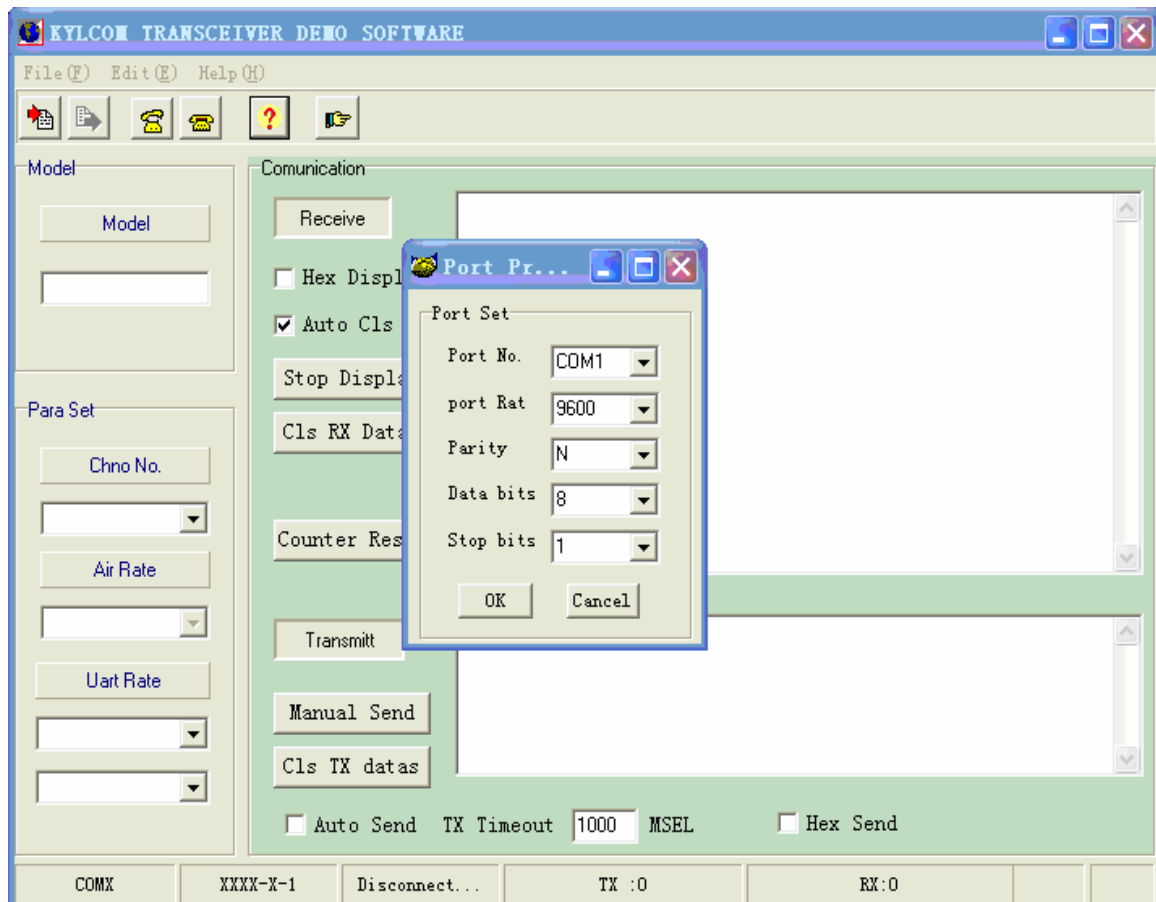 KYLCOM TRANSCEIVER DEMO SOFTWARE
File(F) Edit(E) Help(H)
Model
Model
Para Set
Chno No.
Air Rate
Uart Rate
Comunication
Receive
Hex Displ
Auto Cls
Stop Displa
Cls RX Data
Counter Res
Transmitt
Manual Send
Cls TX datas
Auto Send TX Timeout 1000 MSEL Hex Send
Port Pr...
Port Set
Port No. COM1
port Rat 9600
Parity N
Data bits 8
Stop bits 1
OK Cancel
COMX XXXX-X-1 Disconnect... TX :0 RX:0